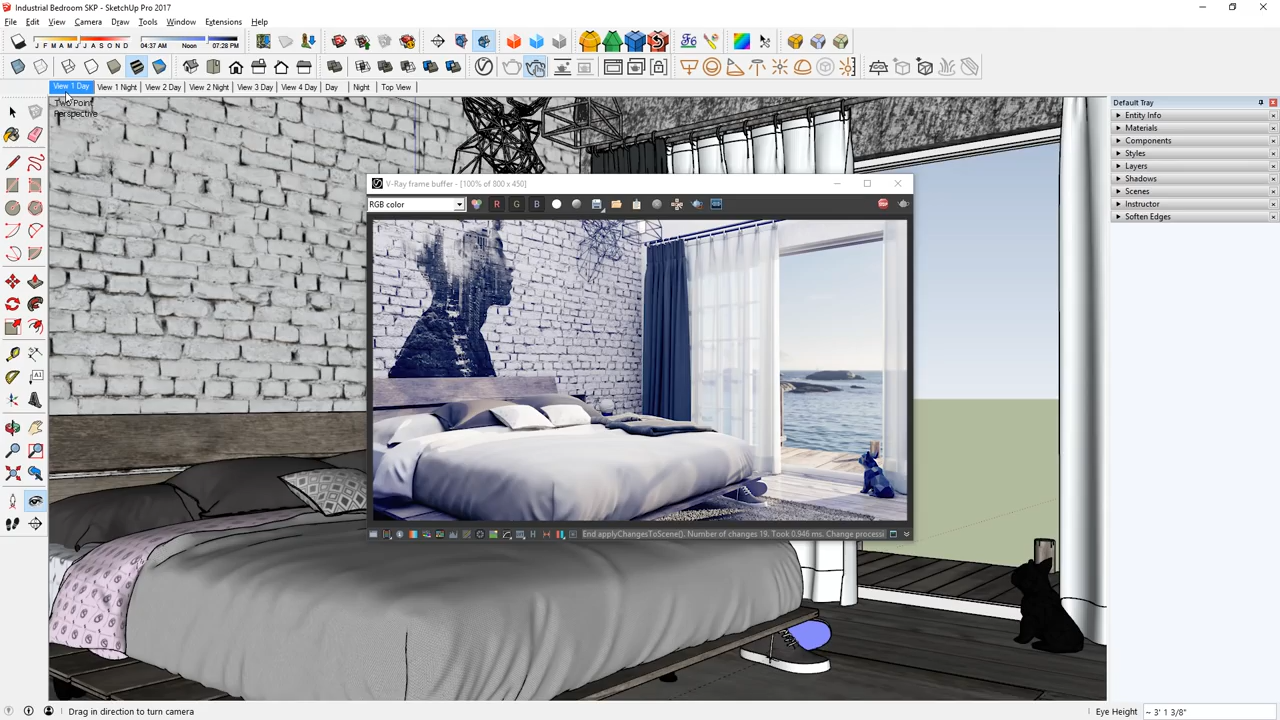 Industrial Bedroom SKP - SketchUp Pro 2017
File Edit View Camera Draw Tools Window Extensions Help
J F M A M J J A S O N D 04:37 AM Noon 07:28 PM
View 1 Day View 1 Night View 2 Day View 2 Night View 3 Day View 4 Day Day Night Top View
Two Point
Perspective
Default Tray
Entity Info
Materials
Components
Styles
Layers
Shadows
Scenes
Instructor
Soften Edges
V-Ray frame buffer - [100% of 800 x 450]
RGB color R G B
End applyChangesToScene(). Number of changes 19. Took 0.946 ms. Change processi
Drag in direction to turn camera
Eye Height ~ 3' 1 3/8"